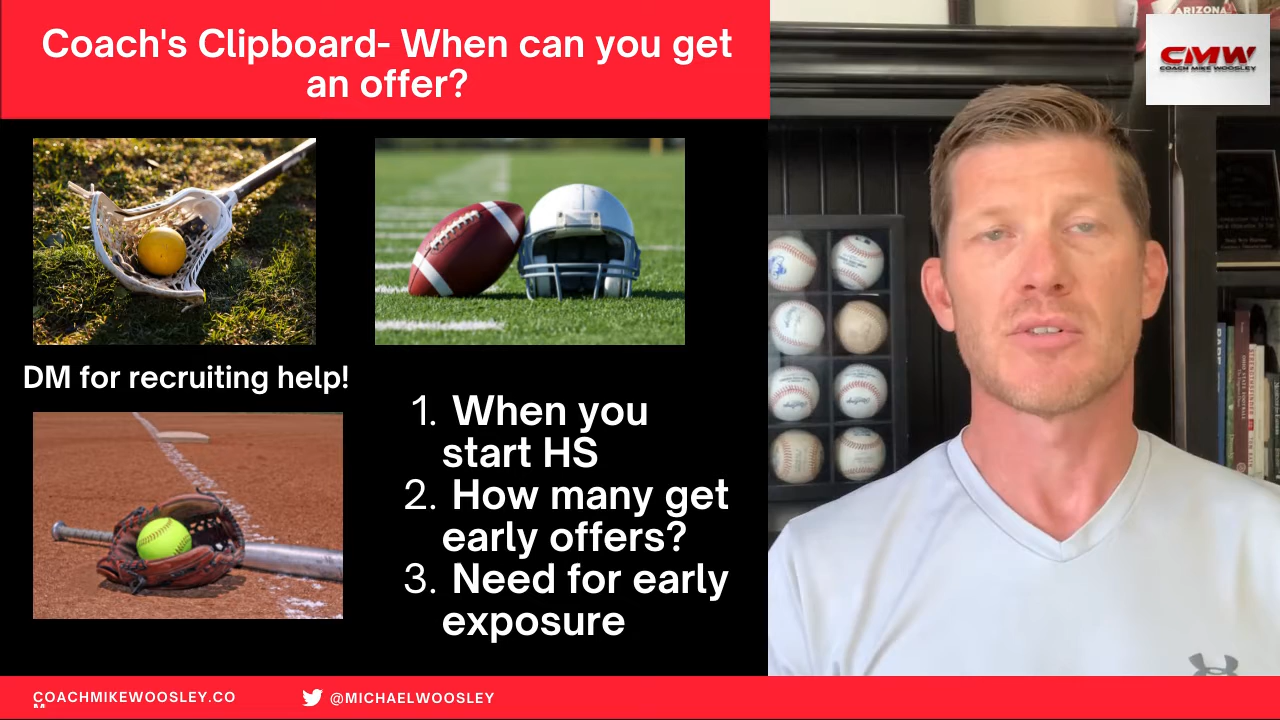 Coach's Clipboard- When can you get
an offer?
ARIZONA
CMW
COACH MIKE WOOSLEY
DM for recruiting help!
1. When you
start HS
2. How many get
early offers?
3. Need for early
exposure
COACHMIKEWOOSLEY.CO
M
@MICHAELWOOSLEY